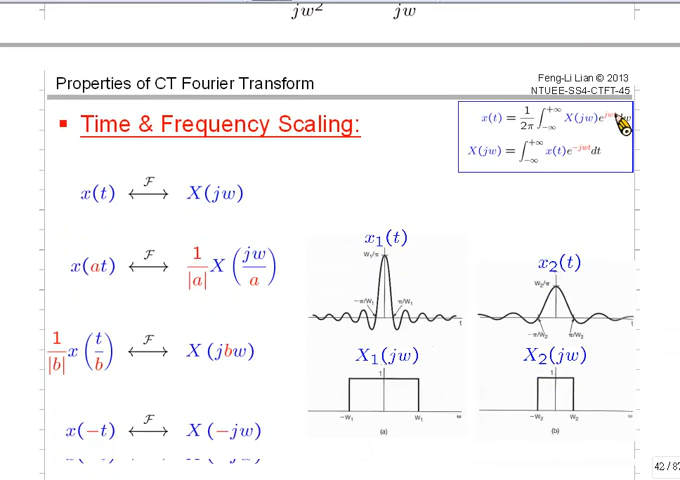 jw² jw
Properties of CT Fourier Transform
Feng-Li Lian © 2013
NTUEE-SS4-CTFT-45
▪ Time & Frequency Scaling:
x(t) = 1/2π ∫_{−∞}^{+∞} X(jw)e^{jw
X(jw) = ∫_{−∞}^{+∞} x(t)e^{−jwt}dt
x(t) ⟷^ℱ X(jw)
x(at) ⟷^ℱ 1/|a| X(jw/a)
1/|b| x(t/b) ⟷^ℱ X(jbw)
x(−t) ⟷^ℱ X(−jw)
x₁(t)
W₁/π
−π/W₁ π/W₁
t
X₁(jw)
1
−W₁ W₁ ω
(a)
x₂(t)
W₂/π
−π/W₂ π/W₂
t
X₂(jw)
1
−W₂ W₂ ω
(b)
42 / 87